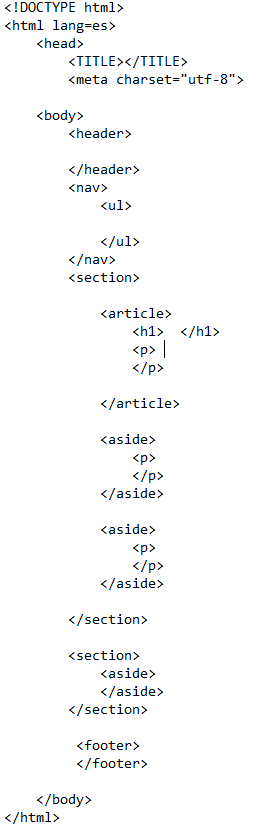 <!DOCTYPE html>
<html lang=es>
<head>
<TITLE></TITLE>
<meta charset="utf-8">
<body>
<header>
</header>
<nav>
<ul>
</ul>
</nav>
<section>
<article>
<h1>  </h1>
<p>
</p>
</article>
<aside>
<p>
</p>
</aside>
<aside>
<p>
</p>
</aside>
</section>
<section>
<aside>
</aside>
</section>
<footer>
</footer>
</body>
</html>